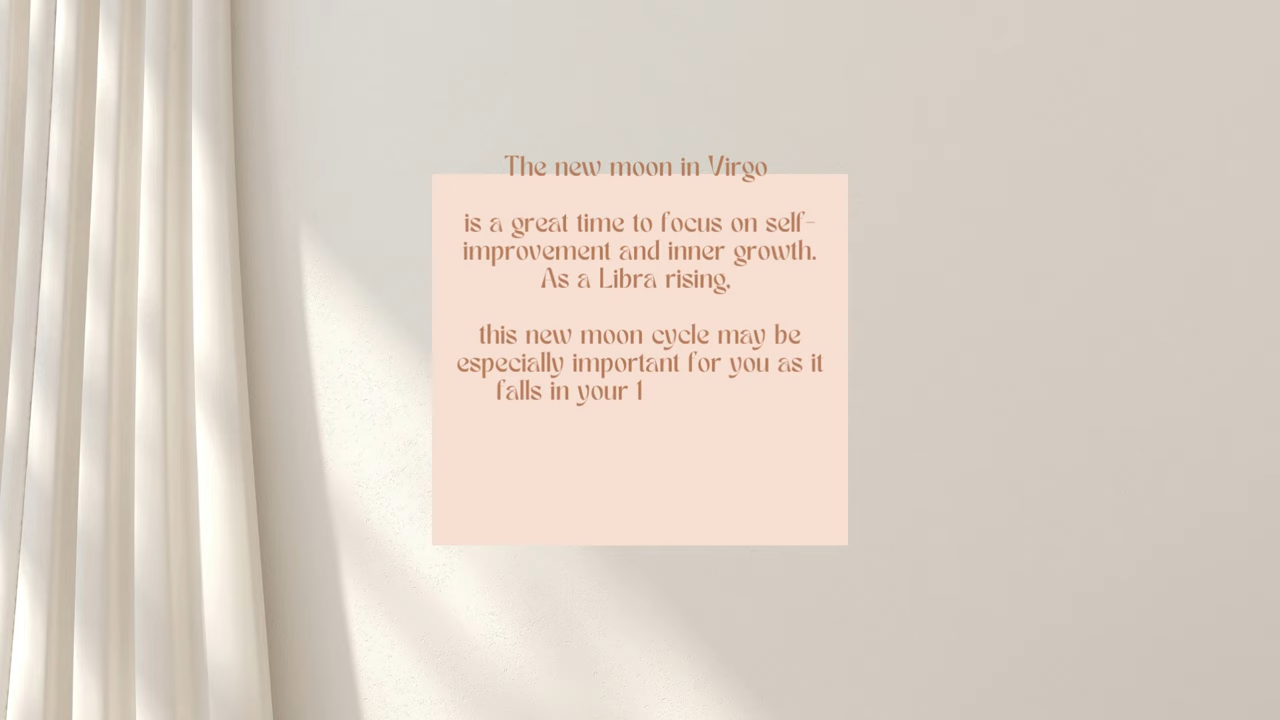 The new moon in Virgo
is a great time to focus on self-
improvement and inner growth.
As a Libra rising,
this new moon cycle may be
especially important for you as it
falls in your 1